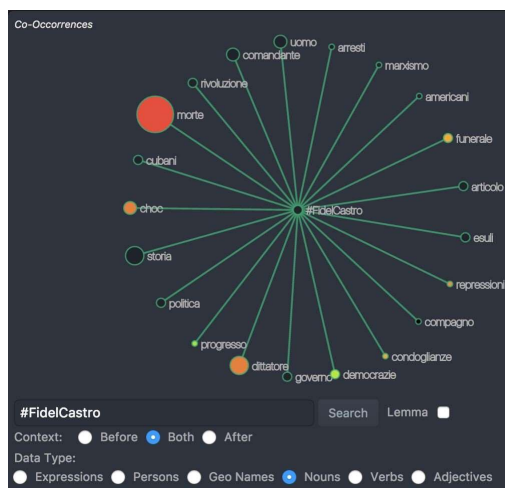 Co-Occorrences
uomo
arresti
comandante
marxismo
rivoluzione
americani
morte
funerale
cubani
articolo
choc
#FidelCastro
storia
esuli
repressioni
politica
compagno
progresso
condoglianze
dittatore
governo
democrazie
#FidelCastro
Search
Lemma
Context:
Before
Both
After
Data Type:
Expressions
Persons
Geo Names
Nouns
Verbs
Adjectives